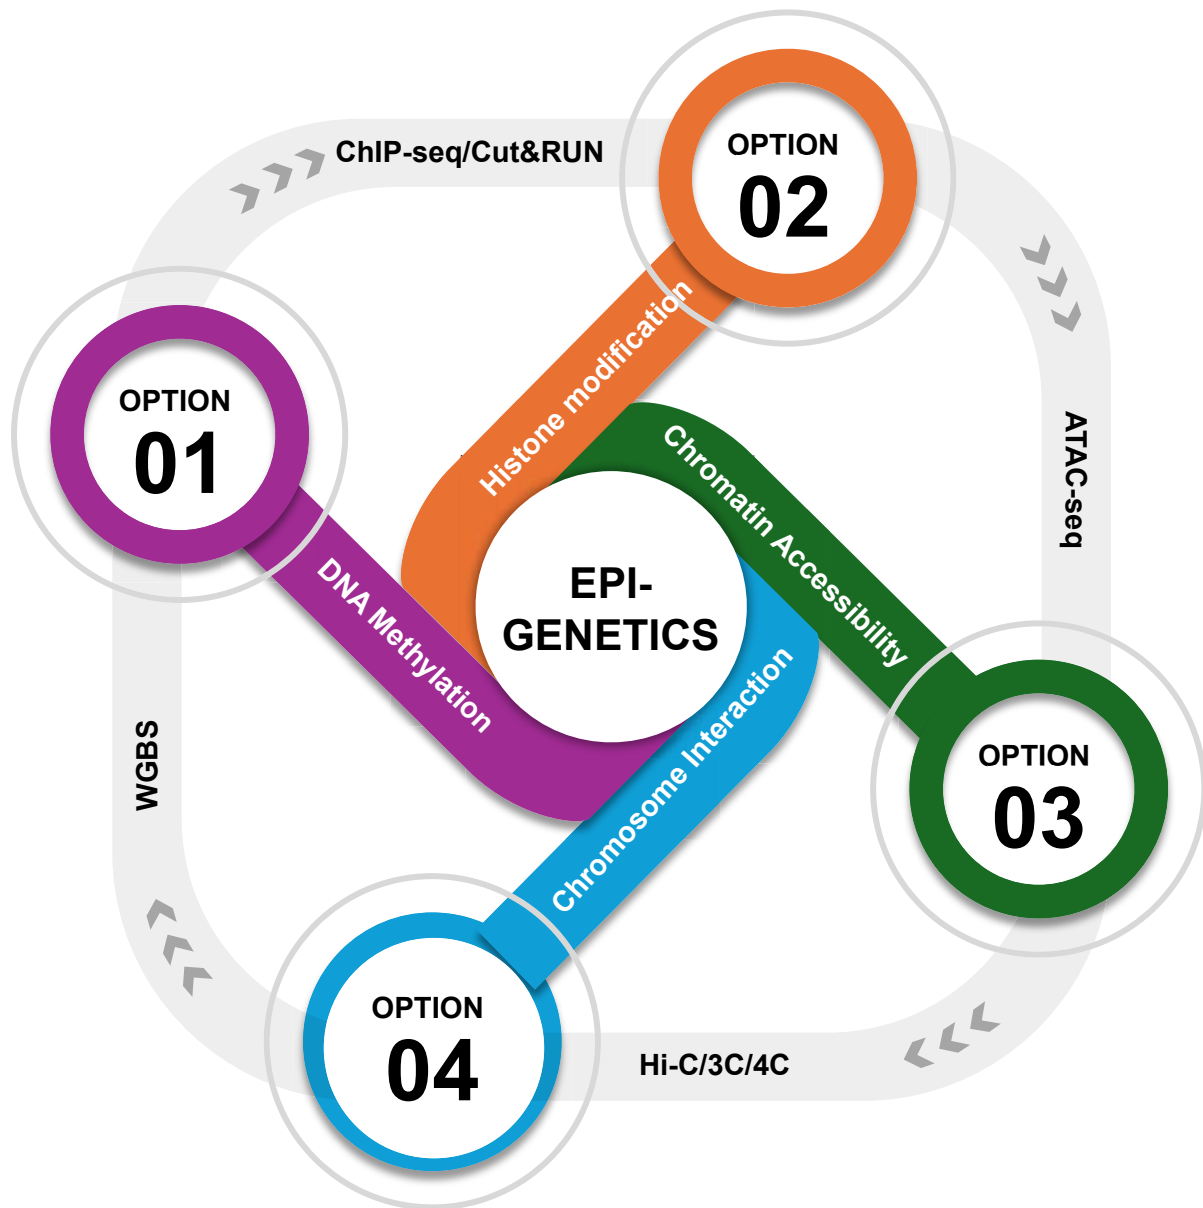 ChIP-seq/Cut&RUN
OPTION
02
Histone modification
OPTION
01
DNA Methylation
Chromatin Accessibility
ATAC-seq
EPI-
GENETICS
WGBS
Chromosome Interaction
OPTION
03
OPTION
04
Hi-C/3C/4C